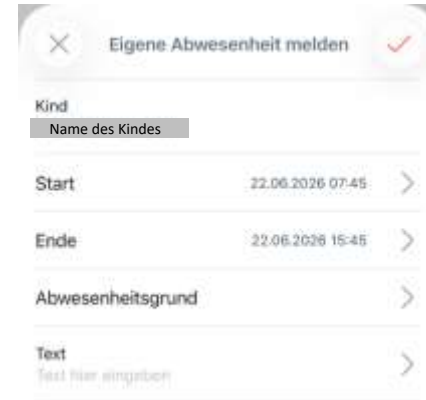 Eigene Abwesenheit melden
Kind
Name des Kindes
Start 22.06.2026 07:45
Ende 22.06.2026 15:45
Abwesenheitsgrund
Text
Text hier eingeben